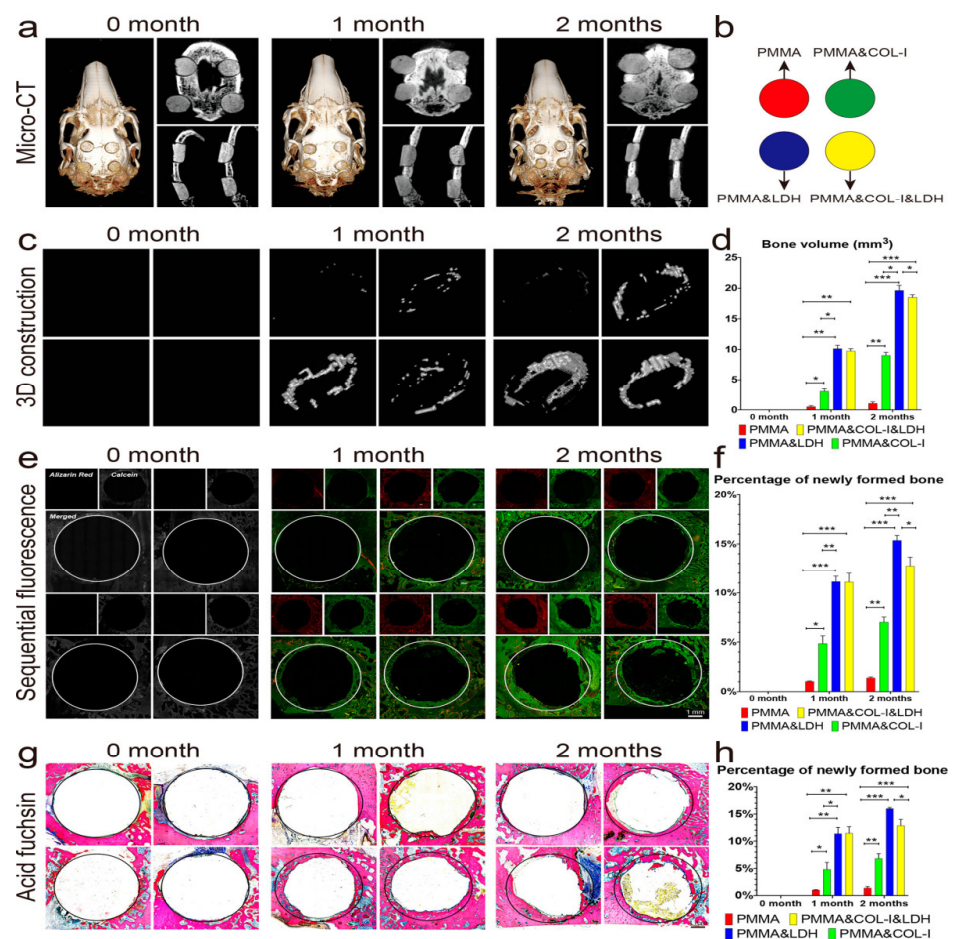 a
0 month
1 month
2 months
Micro-CT
b
PMMA
PMMA&COL-I
PMMA&LDH
PMMA&COL-I&LDH
c
0 month
1 month
2 months
3D construction
d
Bone volume (mm³)
25
20
15
10
5
0
***
***
*
*
**
**
*
**
*
0 month
1 month
2 months
PMMA
PMMA&COL-I&LDH
PMMA&LDH
PMMA&COL-I
e
0 month
1 month
2 months
Sequential fluorescence
Alizarin Red
Calcein
Merged
1 mm
f
Percentage of newly formed bone
20%
15%
10%
5%
0%
***
**
***
*
***
**
***
**
*
0 month
1 month
2 months
PMMA
PMMA&COL-I&LDH
PMMA&LDH
PMMA&COL-I
g
0 month
1 month
2 months
Acid fuchsin
h
Percentage of newly formed bone
20%
15%
10%
5%
0%
***
***
*
**
**
*
**
*
0 month
1 month
2 months
PMMA
PMMA&COL-I&LDH
PMMA&LDH
PMMA&COL-I